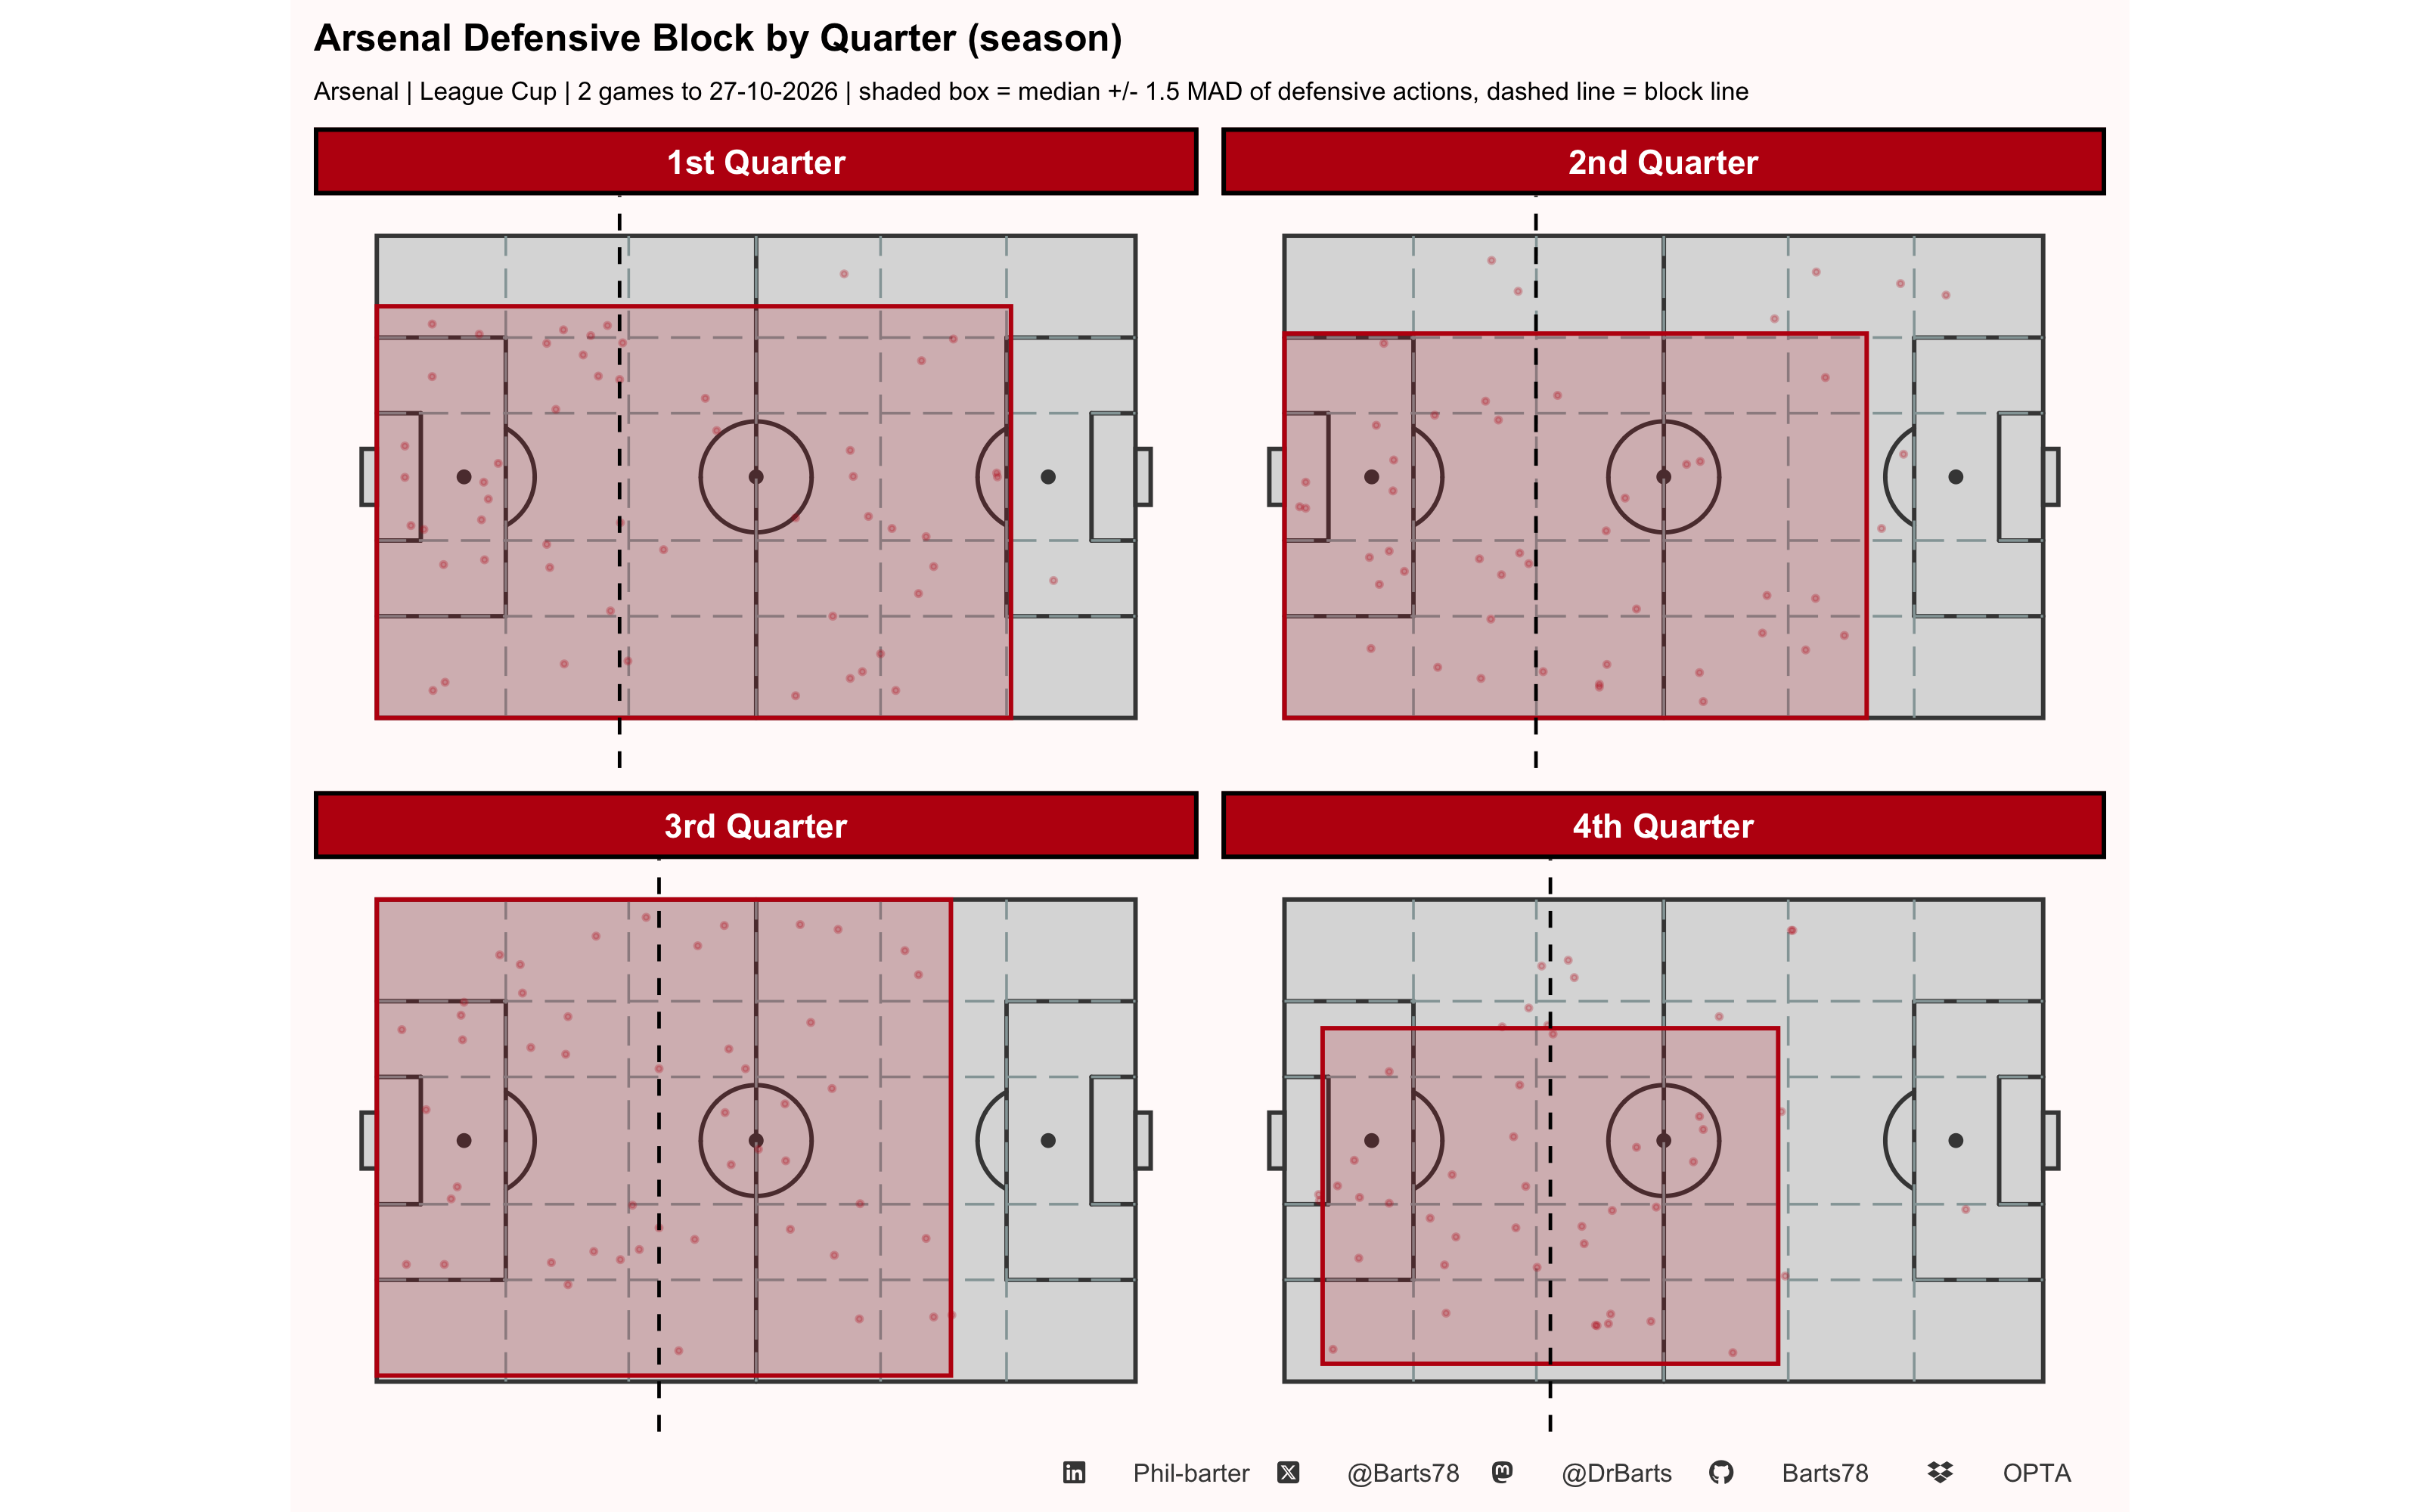 Arsenal Defensive Block by Quarter (season)
Arsenal | League Cup | 2 games to 27-10-2026 | shaded box = median +/- 1.5 MAD of defensive actions, dashed line = block line
1st Quarter
2nd Quarter
3rd Quarter
4th Quarter
Phil-barter @Barts78 @DrBarts Barts78 OPTA